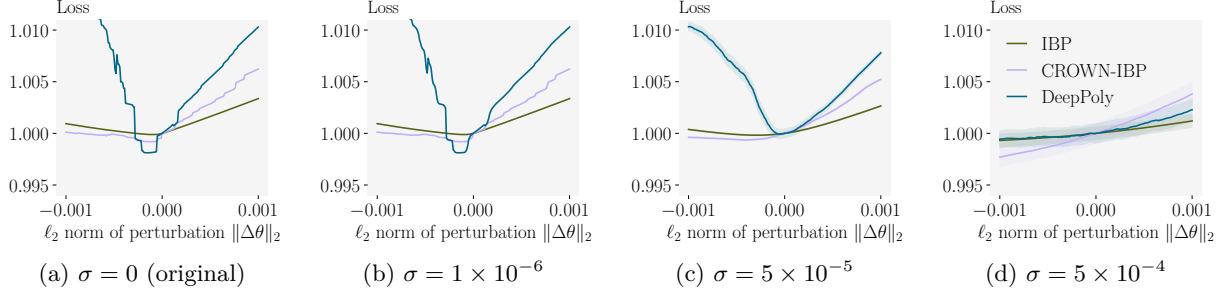 Loss
1.010
1.005
1.000
0.995
−0.001 0.000 0.001
ℓ₂ norm of perturbation ‖Δθ‖₂
(a) σ = 0 (original)
Loss
1.010
1.005
1.000
0.995
−0.001 0.000 0.001
ℓ₂ norm of perturbation ‖Δθ‖₂
(b) σ = 1 × 10⁻⁶
Loss
1.010
1.005
1.000
0.995
−0.001 0.000 0.001
ℓ₂ norm of perturbation ‖Δθ‖₂
(c) σ = 5 × 10⁻⁵
Loss
1.010
1.005
1.000
0.995
IBP
CROWN-IBP
DeepPoly
−0.001 0.000 0.001
ℓ₂ norm of perturbation ‖Δθ‖₂
(d) σ = 5 × 10⁻⁴